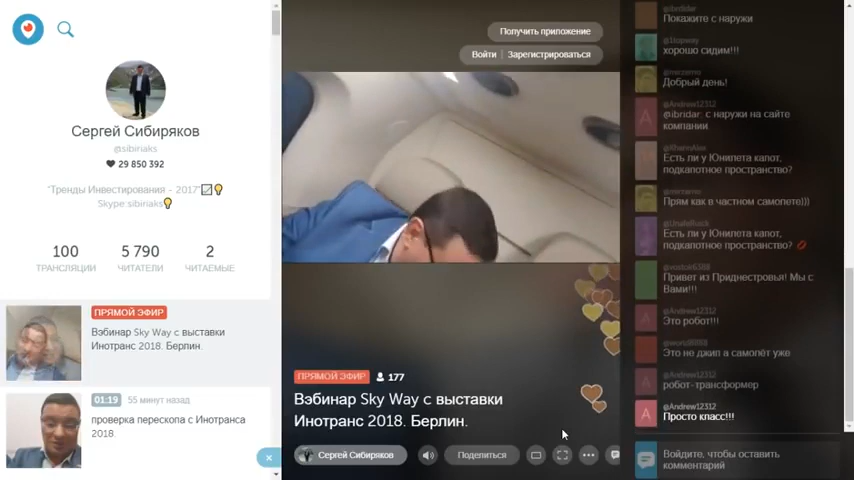 Сергей Сибиряков
@sibiriaks
29 850 392
"Тренды Инвестирования - 2017"
Skype:sibiriaks
100
5 790
2
ТРАНСЛЯЦИИ
ЧИТАТЕЛИ
ЧИТАЕМЫЕ
ПРЯМОЙ ЭФИР
Вэбинар Sky Way с выставки
Инотранс 2018. Берлин.
01:19 55 минут назад
проверка перескопа с Инотранса
2018.
Получить приложение
Войти | Зарегистрироваться
ПРЯМОЙ ЭФИР 177
Вэбинар Sky Way с выставки
Инотранс 2018. Берлин.
Сергей Сибиряков
Поделиться
@ibridar
Покажите с наружи
хорошо сидим!!!
Добрый день!
@Andrew12312
@ibridar, с наружи на сайте
компании
Есть ли у Юнилета капот,
подкапотное пространство?
Прям как в частном самолете)))
Есть ли у Юнилета капот,
подкапотное пространство?
Привет из Приднестровья! Мы с
Вами!!!
@Andrew12312
Это робот!!!
Это не джип а самолёт уже
@Andrew12312
робот-трансформер
@Andrew12312
Просто класс!!!
Войдите, чтобы оставить
комментарий